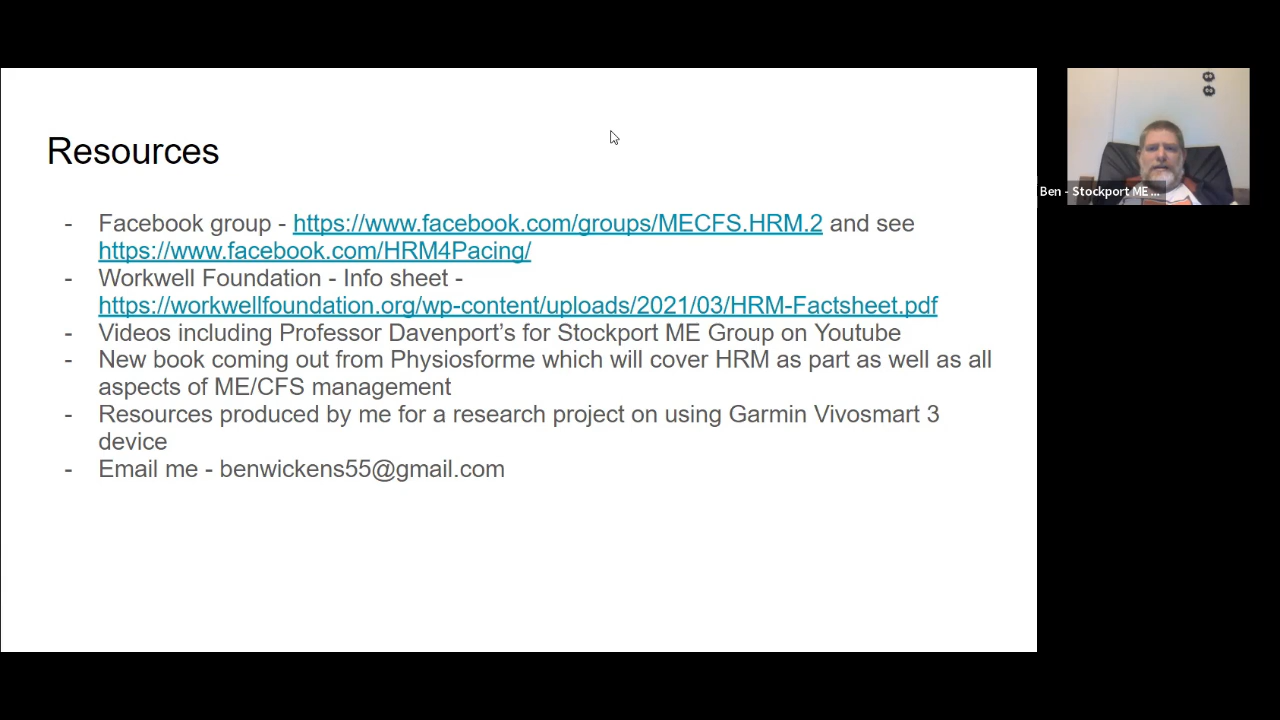 Resources
- Facebook group - https://www.facebook.com/groups/MECFS.HRM.2 and see
https://www.facebook.com/HRM4Pacing/
- Workwell Foundation - Info sheet -
https://workwellfoundation.org/wp-content/uploads/2021/03/HRM-Factsheet.pdf
- Videos including Professor Davenport’s for Stockport ME Group on Youtube
- New book coming out from Physiosforme which will cover HRM as part as well as all
aspects of ME/CFS management
- Resources produced by me for a research project on using Garmin Vivosmart 3
device
- Email me - benwickens55@gmail.com
Ben - Stockport ME ...